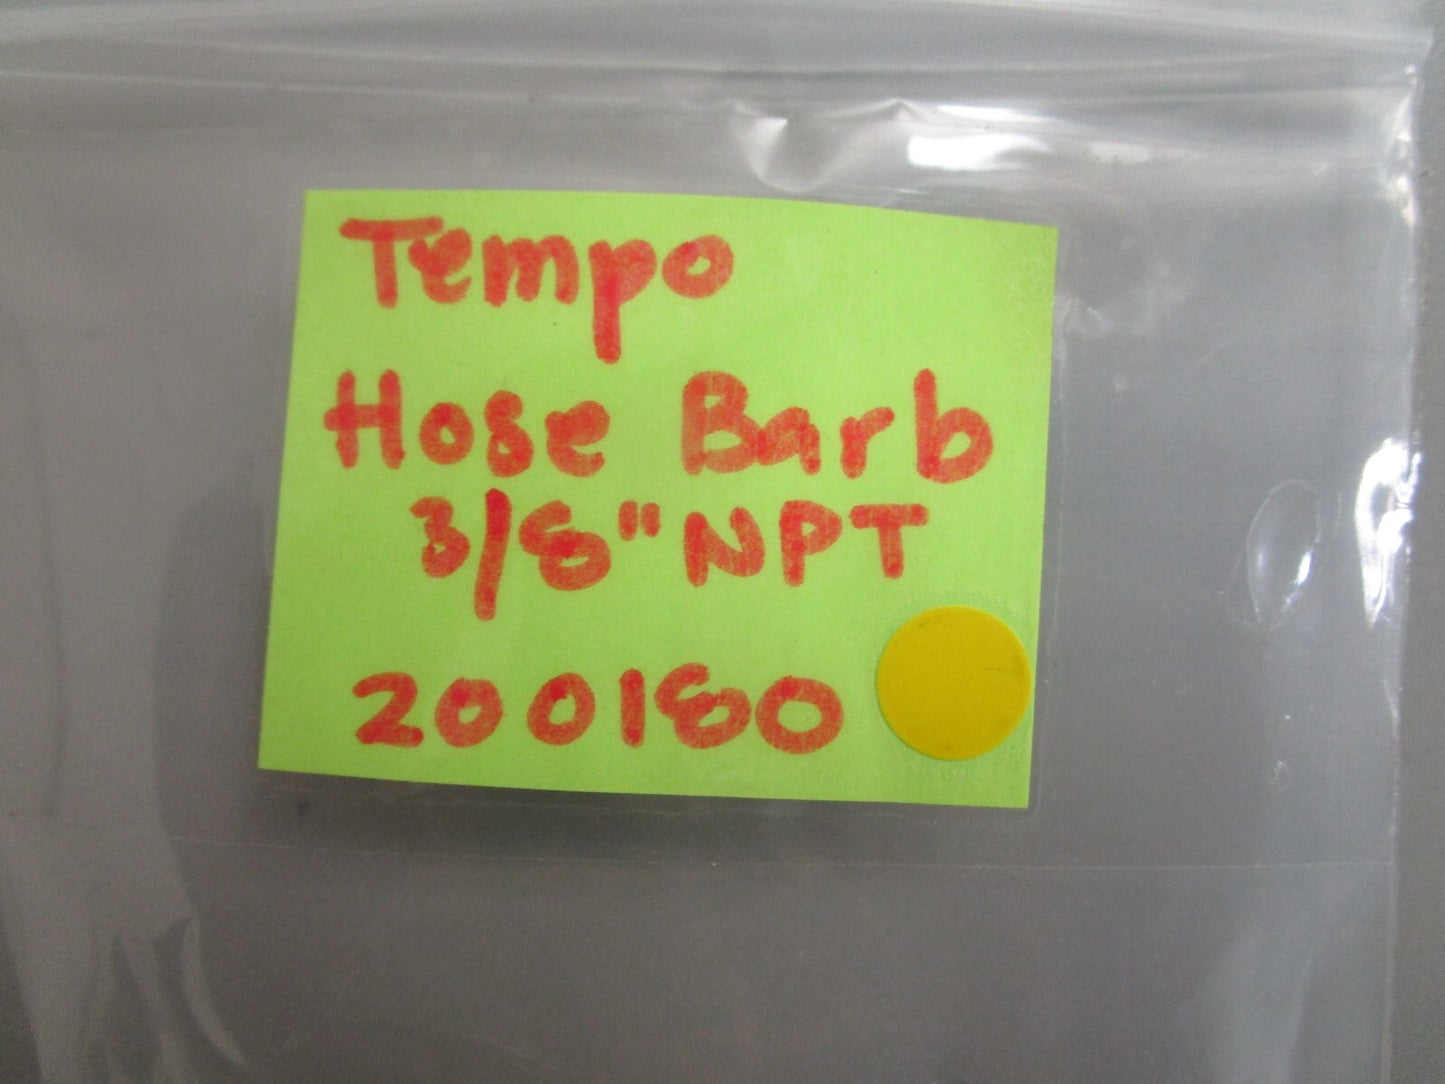 Tempo
Hose Barb
3/8" NPT
200180